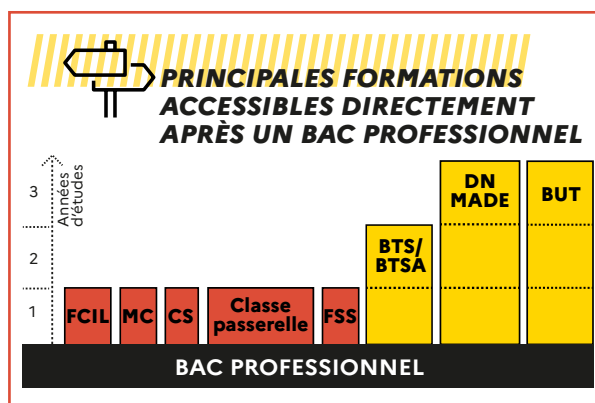 PRINCIPALES FORMATIONS
ACCESSIBLES DIRECTEMENT
APRÈS UN BAC PROFESSIONNEL
Années
d'études
3
2
1
FCIL
MC
CS
Classe
passerelle
FSS
BTS/
BTSA
DN
MADE
BUT
BAC PROFESSIONNEL